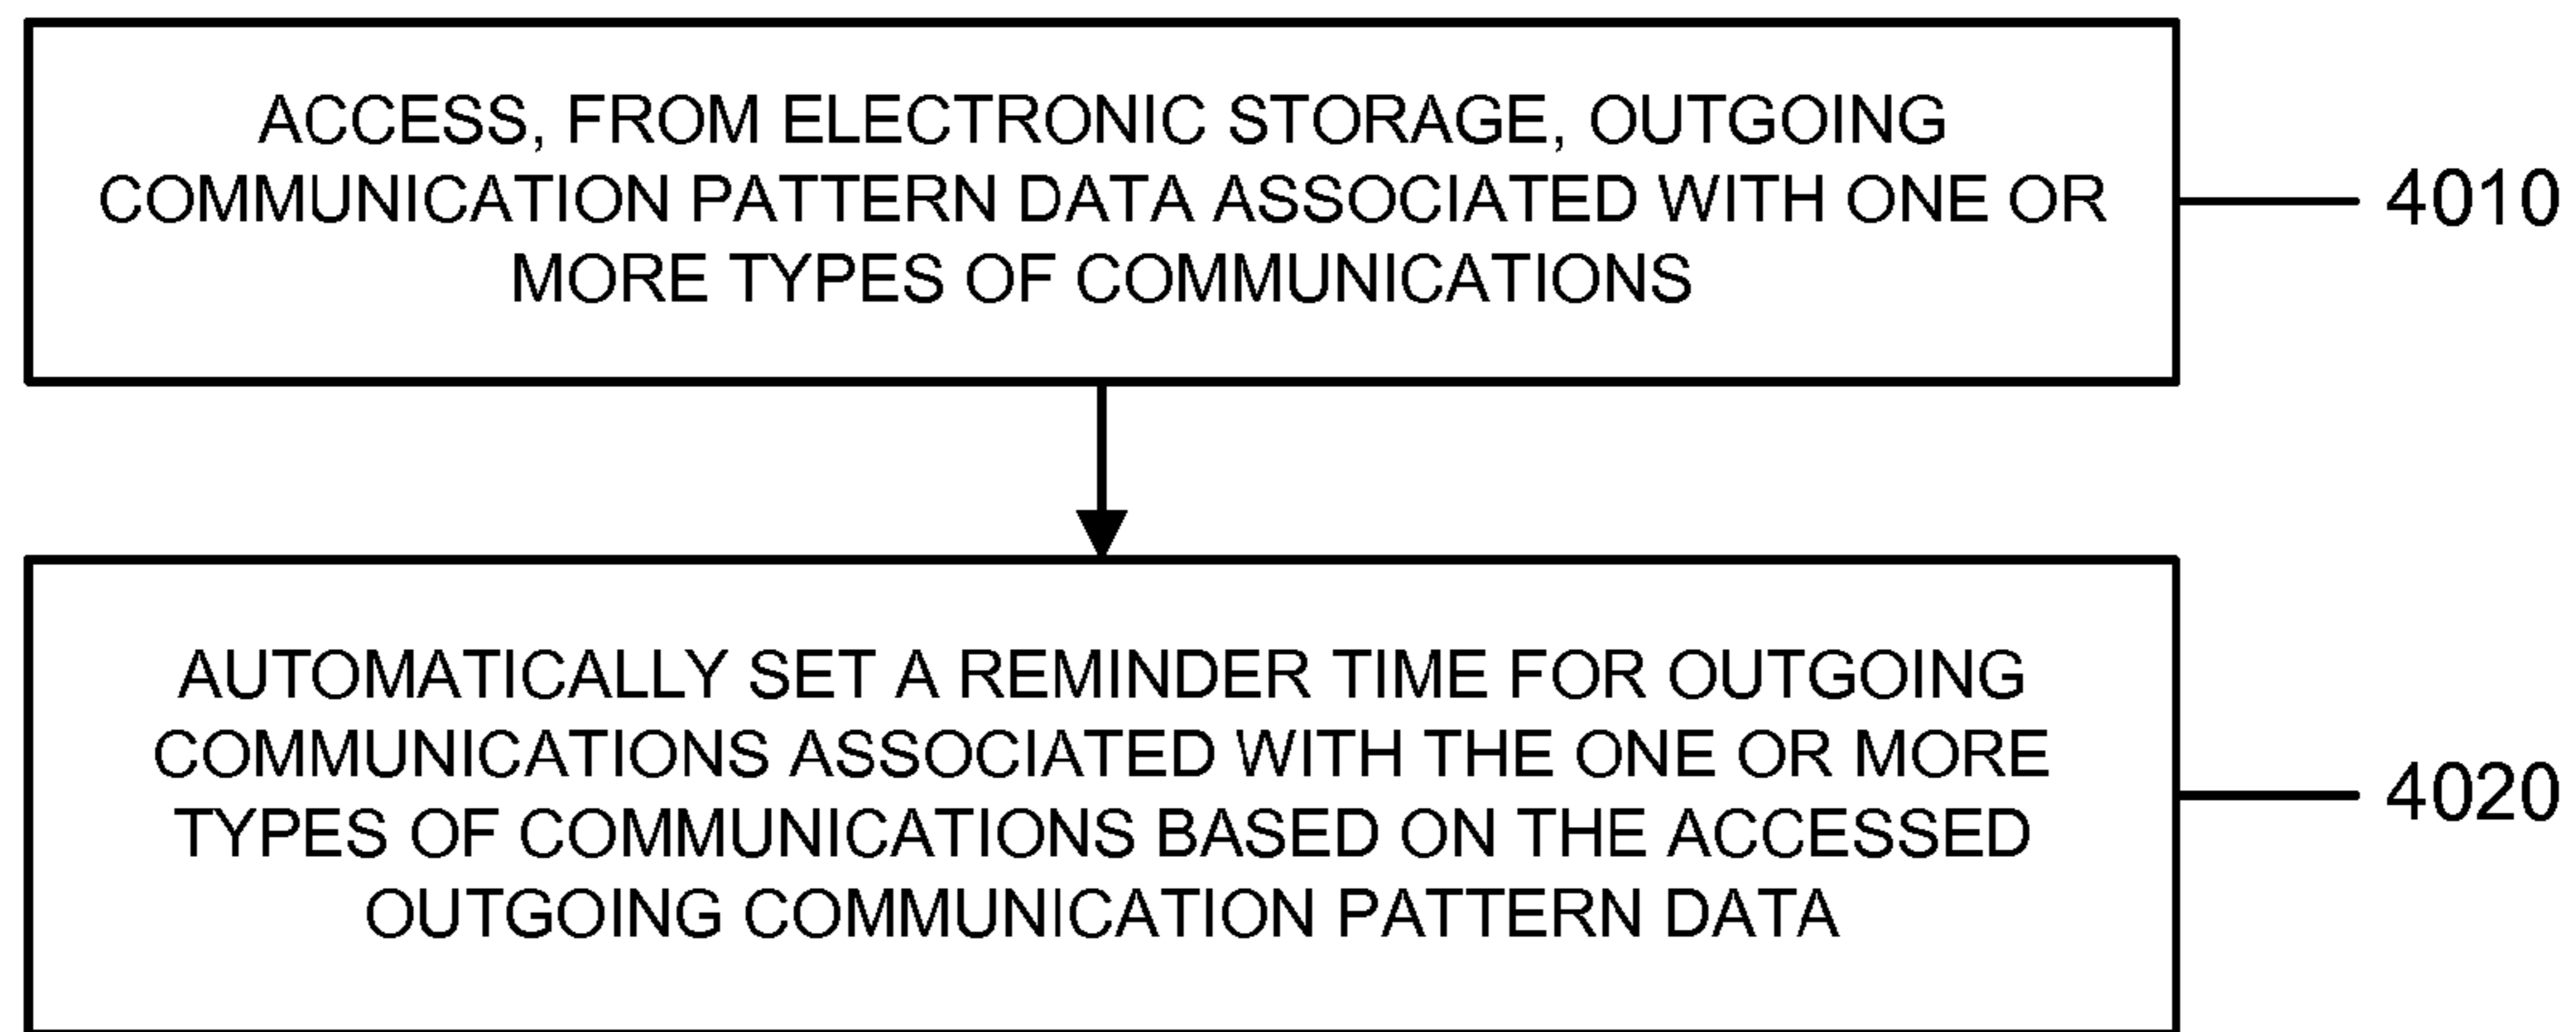 ACCESS, FROM ELECTRONIC STORAGE, OUTGOING
COMMUNICATION PATTERN DATA ASSOCIATED WITH ONE OR
MORE TYPES OF COMMUNICATIONS
4010
AUTOMATICALLY SET A REMINDER TIME FOR OUTGOING
COMMUNICATIONS ASSOCIATED WITH THE ONE OR MORE
TYPES OF COMMUNICATIONS BASED ON THE ACCESSED
OUTGOING COMMUNICATION PATTERN DATA
4020